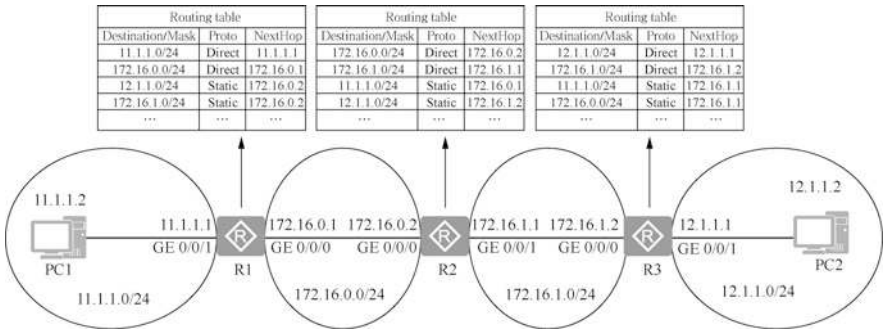 Routing table
Destination/Mask Proto NextHop
11.1.1.0/24 Direct 11.1.1.1
172.16.0.0/24 Direct 172.16.0.1
12.1.1.0/24 Static 172.16.0.2
172.16.1.0/24 Static 172.16.0.2
... ... ...
Routing table
Destination/Mask Proto NextHop
172.16.0.0/24 Direct 172.16.0.2
172.16.1.0/24 Direct 172.16.1.1
11.1.1.0/24 Static 172.16.0.1
12.1.1.0/24 Static 172.16.1.2
... ... ...
Routing table
Destination/Mask Proto NextHop
12.1.1.0/24 Direct 12.1.1.1
172.16.1.0/24 Direct 172.16.1.2
11.1.1.0/24 Static 172.16.1.1
172.16.0.0/24 Static 172.16.1.1
... ... ...
11.1.1.2
12.1.1.2
11.1.1.1 R 172.16.0.1 172.16.0.2 R 172.16.1.1 172.16.1.2 R 12.1.1.1
GE 0/0/1 GE 0/0/0 GE 0/0/0 GE 0/0/1 GE 0/0/0 GE 0/0/1
PC1 R1 R2 R3 PC2
11.1.1.0/24 172.16.0.0/24 172.16.1.0/24 12.1.1.0/24